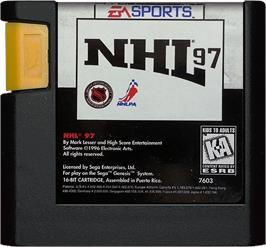 EA SPORTS
NHL 97
NHLPA
NHL® 97
By Mark Lesser and High Score Entertainment
Software ©1996 Electronic Arts.
All rights reserved.
Licensed by Sega Enterprises, Ltd.
For play on the Sega™ Genesis™ System.
16-BIT CARTRIDGE, Assembled in Puerto Rico.
7603
KIDS TO ADULTS
CONTENT RATED BY
ESRB